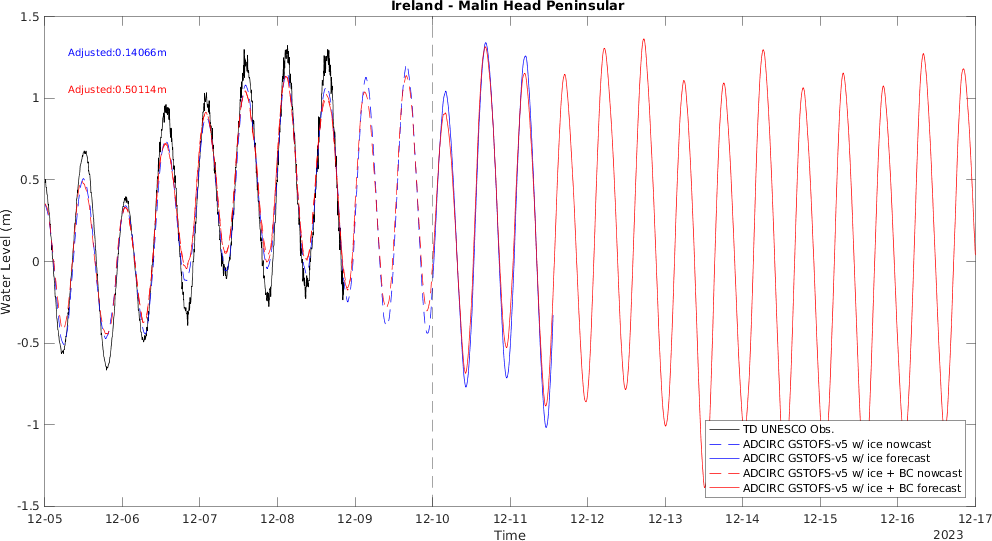 Ireland - Malin Head Peninsular
Adjusted:0.14066m
Adjusted:0.50114m
1.5
1
0.5
0
-0.5
-1
-1.5
Water Level (m)
TD UNESCO Obs.
ADCIRC GSTOFS-v5 w/ ice nowcast
ADCIRC GSTOFS-v5 w/ ice forecast
ADCIRC GSTOFS-v5 w/ ice + BC nowcast
ADCIRC GSTOFS-v5 w/ ice + BC forecast
12-05 12-06 12-07 12-08 12-09 12-10 12-11 12-12 12-13 12-14 12-15 12-16 12-17
Time
2023